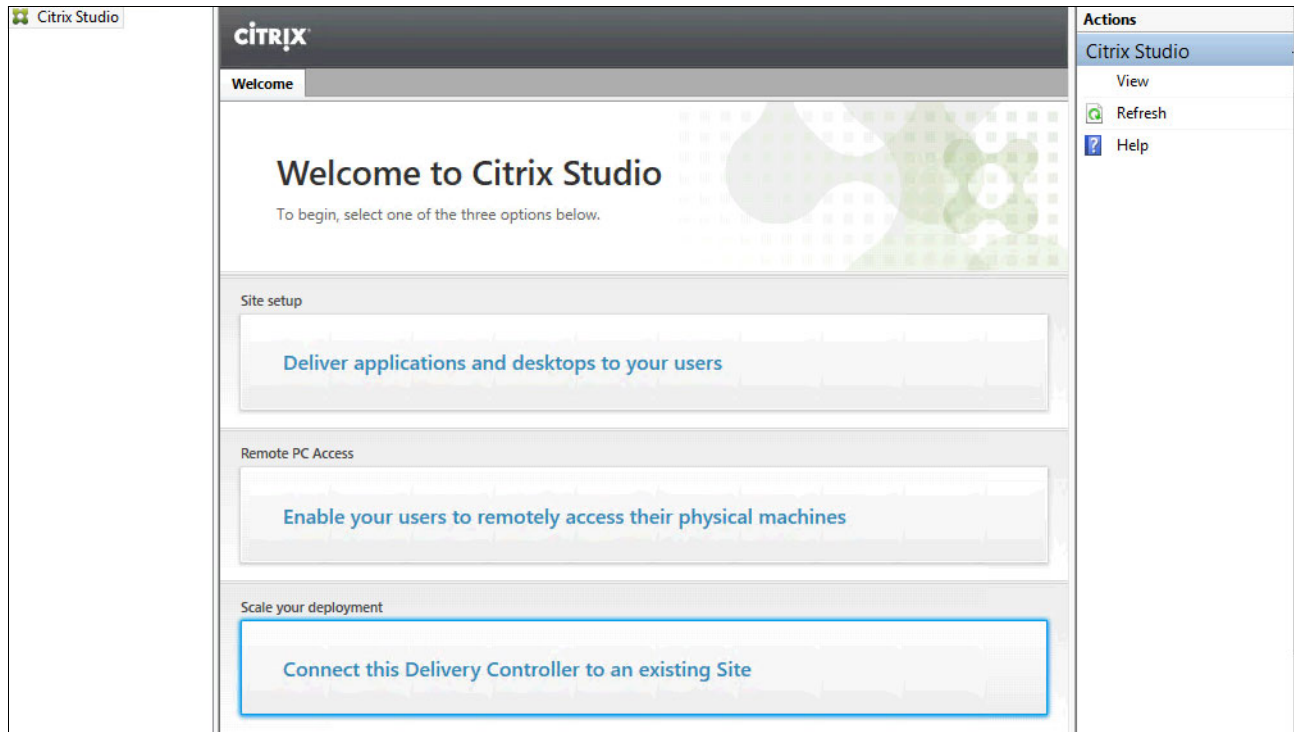 Citrix Studio
CİTRỊX
Welcome
Welcome to Citrix Studio
To begin, select one of the three options below.
Site setup
Deliver applications and desktops to your users
Remote PC Access
Enable your users to remotely access their physical machines
Scale your deployment
Connect this Delivery Controller to an existing Site
Actions
Citrix Studio
View
Refresh
Help